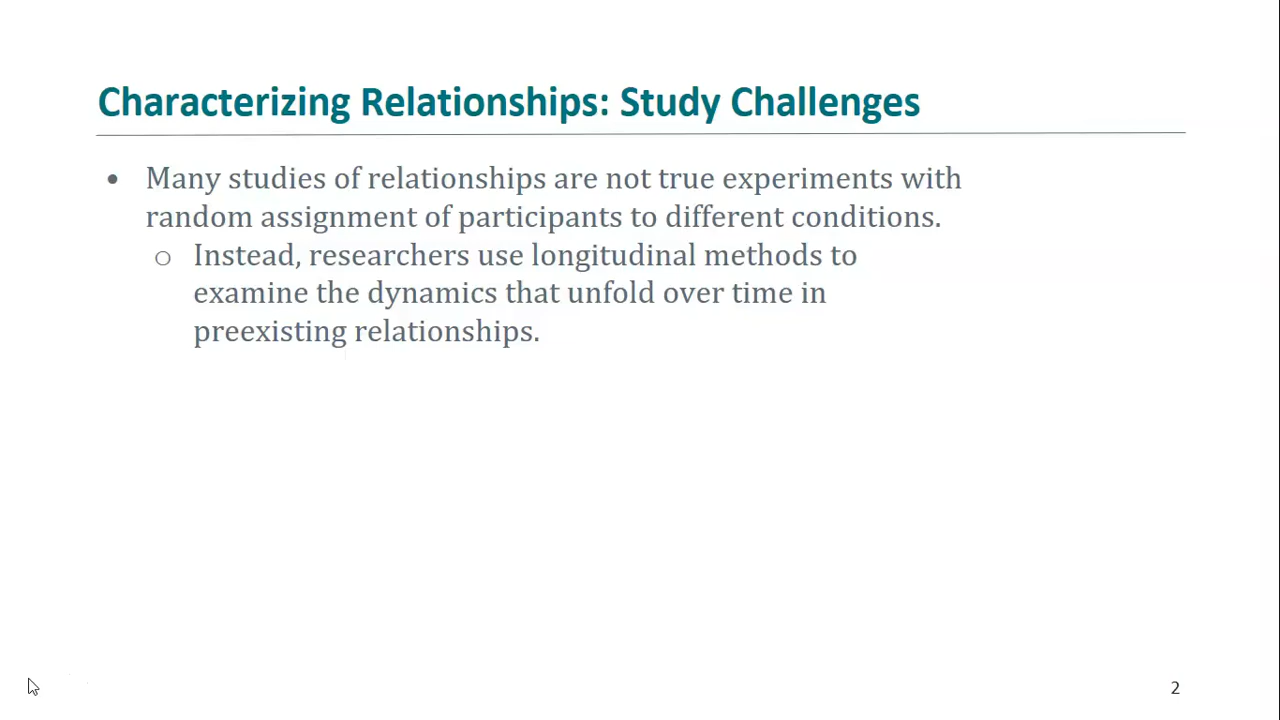 Characterizing Relationships: Study Challenges
• Many studies of relationships are not true experiments with
random assignment of participants to different conditions.
○ Instead, researchers use longitudinal methods to
examine the dynamics that unfold over time in
preexisting relationships.
2